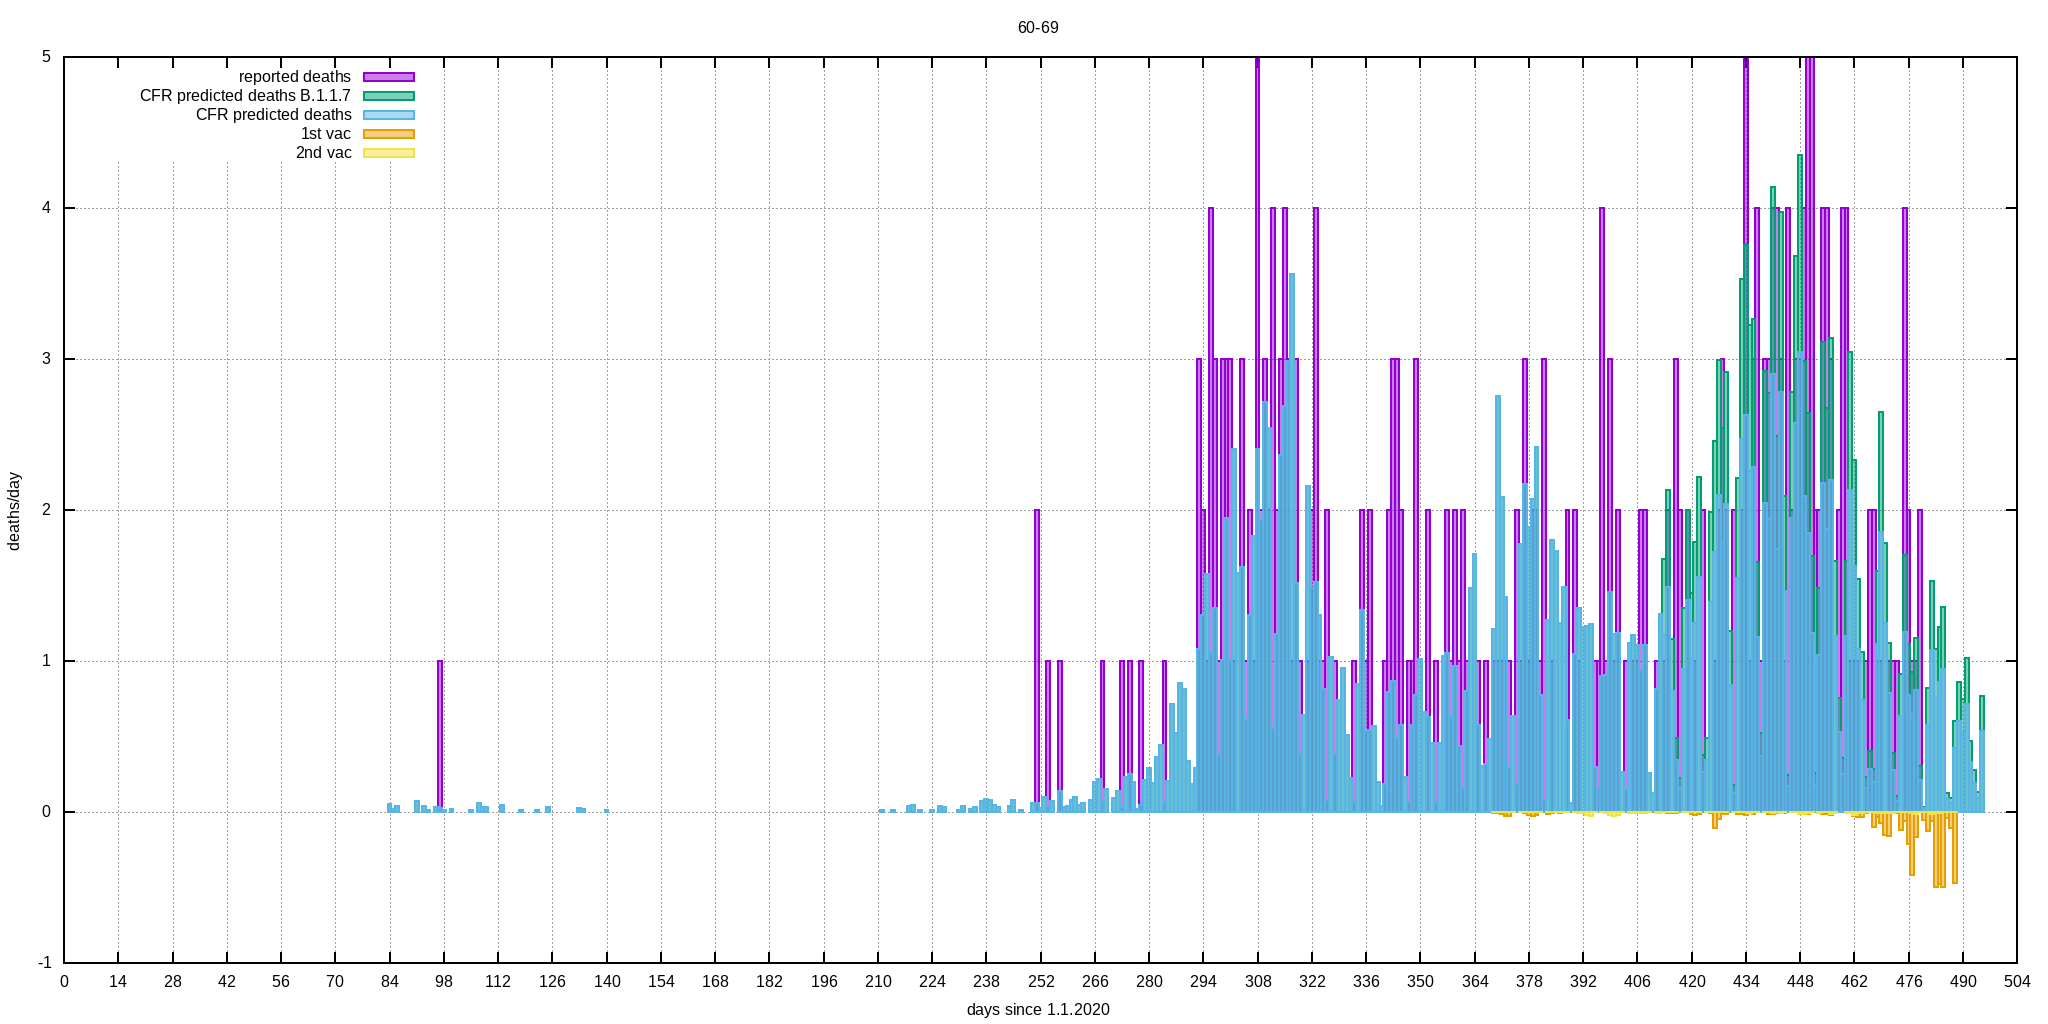 60-69
reported deaths
CFR predicted deaths B.1.1.7
CFR predicted deaths
1st vac
2nd vac
5
4
3
2
1
0
-1
deaths/day
0 14 28 42 56 70 84 98 112 126 140 154 168 182 196 210 224 238 252 266 280 294 308 322 336 350 364 378 392 406 420 434 448 462 476 490 504
days since 1.1.2020